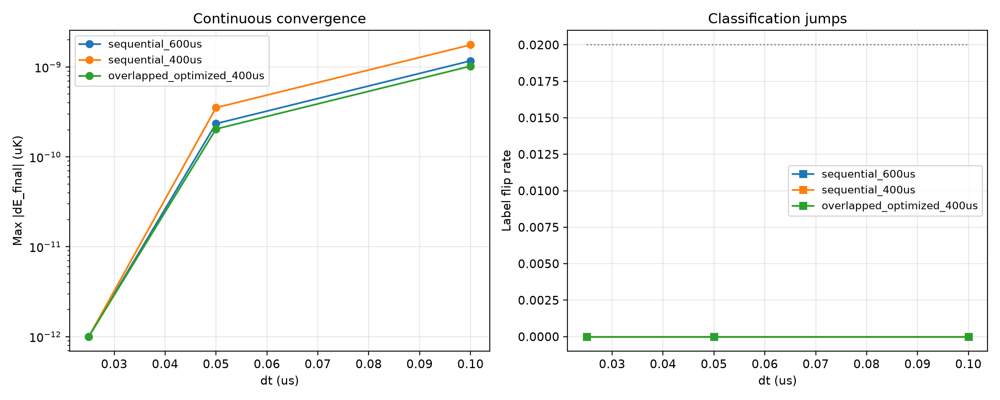 Continuous convergence
sequential_600us
sequential_400us
overlapped_optimized_400us
Max |dE_final| (uK)
10⁻⁹
10⁻¹⁰
10⁻¹¹
10⁻¹²
0.03 0.04 0.05 0.06 0.07 0.08 0.09 0.10
dt (us)
Classification jumps
sequential_600us
sequential_400us
overlapped_optimized_400us
Label flip rate
0.0200
0.0175
0.0150
0.0125
0.0100
0.0075
0.0050
0.0025
0.0000
0.03 0.04 0.05 0.06 0.07 0.08 0.09 0.10
dt (us)